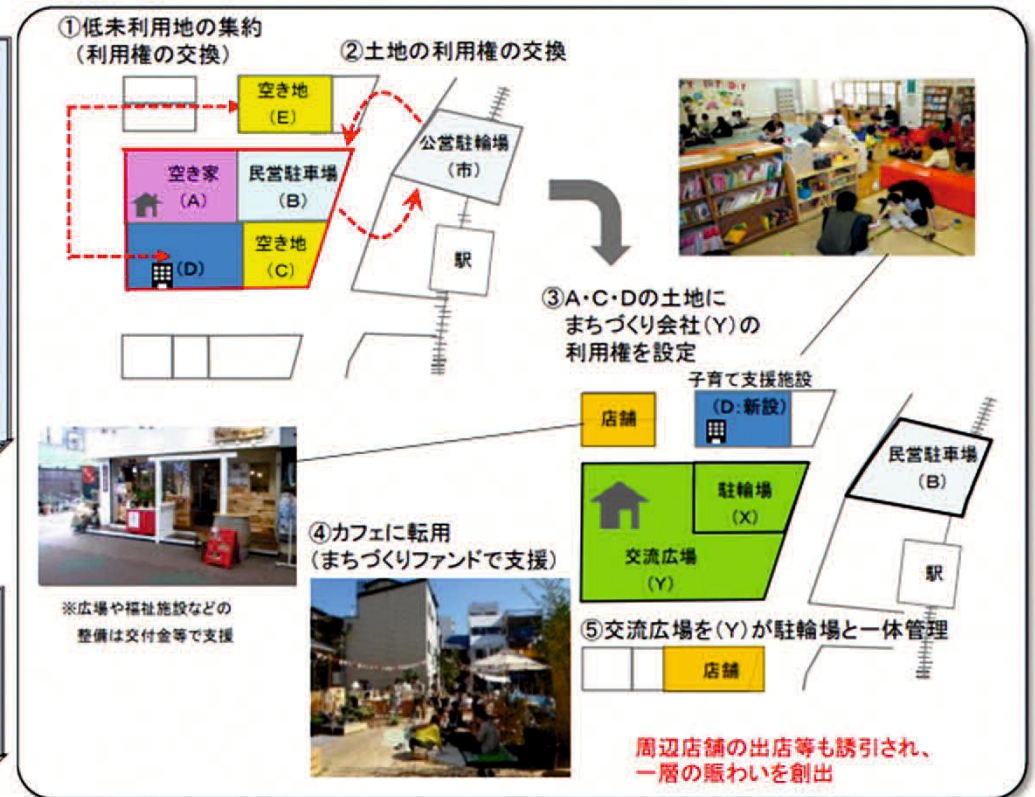 ①低未利用地の集約
(利用権の交換)
②土地の利用権の交換
空き地
(E)
空き家
(A)
民営駐車場
(B)
(D)
空き地
(C)
公営駐輪場
(市)
駅
③A・C・Dの土地に
まちづくり会社(Y)の
利用権を設定
子育て支援施設
店舗
(D:新設)
民営駐車場
(B)
駐輪場
(X)
交流広場
(Y)
駅
④カフェに転用
(まちづくりファンドで支援)
※広場や福祉施設などの
整備は交付金等で支援
⑤交流広場を(Y)が駐輪場と一体管理
店舗
周辺店舗の出店等も誘引され、
一層の賑わいを創出